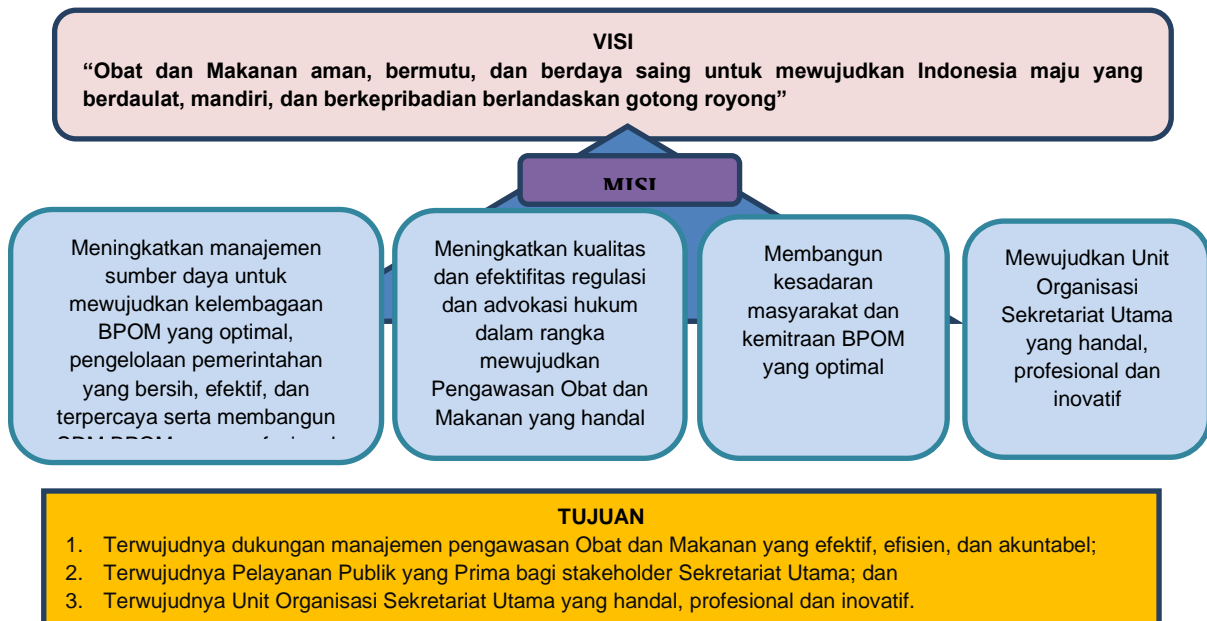 VISI
“Obat dan Makanan aman, bermutu, dan berdaya saing untuk mewujudkan Indonesia maju yang
berdaulat, mandiri, dan berkepribadian berlandaskan gotong royong”
MISI
Meningkatkan manajemen
sumber daya untuk
mewujudkan kelembagaan
BPOM yang optimal,
pengelolaan pemerintahan
yang bersih, efektif, dan
terpercaya serta membangun
Meningkatkan kualitas
dan efektifitas regulasi
dan advokasi hukum
dalam rangka
mewujudkan
Pengawasan Obat dan
Makanan yang handal
Membangun
kesadaran
masyarakat dan
kemitraan BPOM
yang optimal
Mewujudkan Unit
Organisasi
Sekretariat Utama
yang handal,
profesional dan
inovatif
TUJUAN
1. Terwujudnya dukungan manajemen pengawasan Obat dan Makanan yang efektif, efisien, dan akuntabel;
2. Terwujudnya Pelayanan Publik yang Prima bagi stakeholder Sekretariat Utama; dan
3. Terwujudnya Unit Organisasi Sekretariat Utama yang handal, profesional dan inovatif.